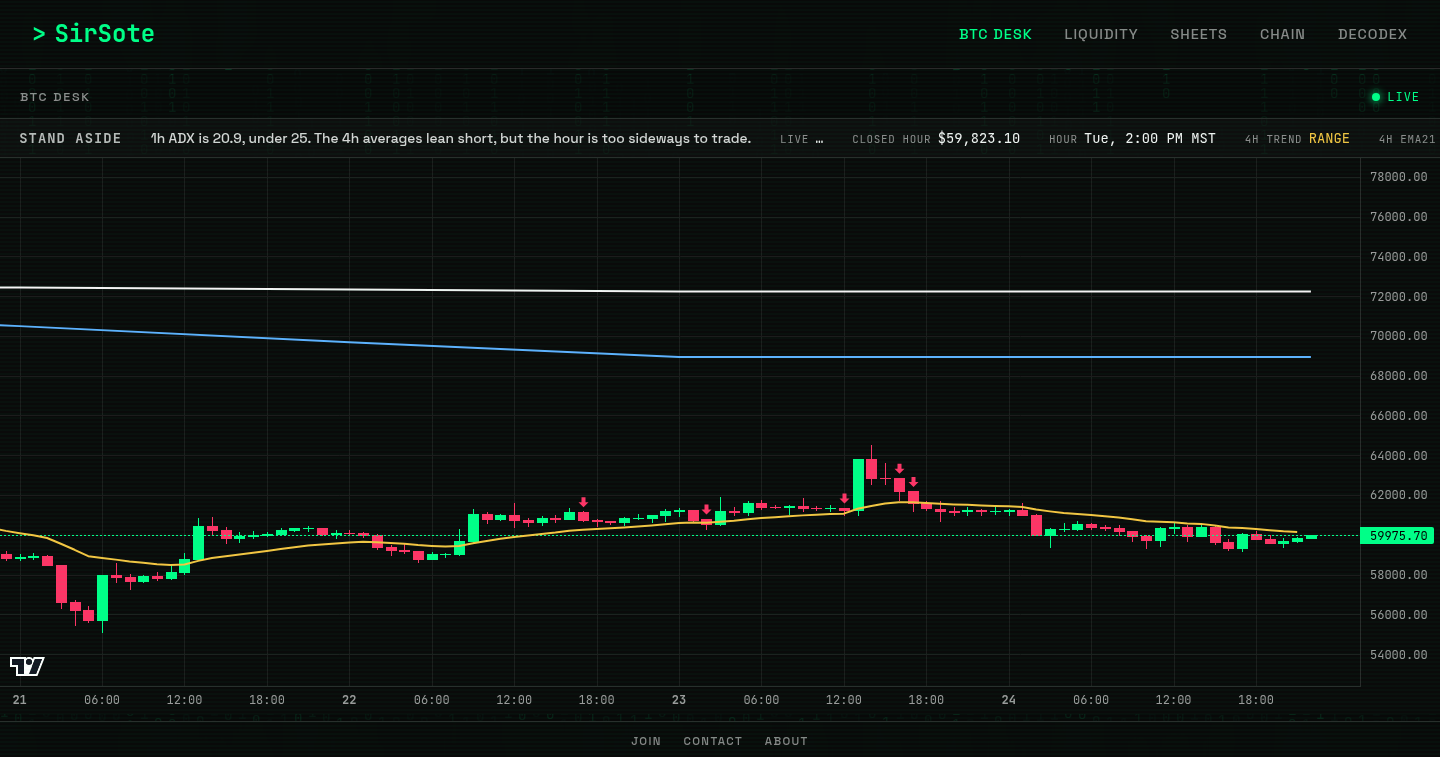 > SirSote
BTC DESK LIQUIDITY SHEETS CHAIN DECODEX
BTC DESK
LIVE
STAND ASIDE 1h ADX is 20.9, under 25. The 4h averages lean short, but the hour is too sideways to trade. LIVE … CLOSED HOUR $59,823.10 HOUR Tue, 2:00 PM MST 4H TREND RANGE 4H EMA21
78000.00
76000.00
74000.00
72000.00
70000.00
68000.00
66000.00
64000.00
62000.00
59975.70
58000.00
56000.00
54000.00
21 06:00 12:00 18:00 22 06:00 12:00 18:00 23 06:00 12:00 18:00 24 06:00 12:00 18:00
JOIN CONTACT ABOUT